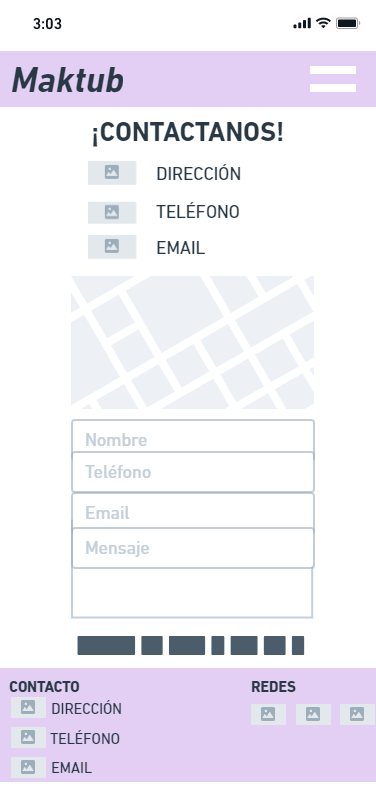 3:03
Maktub
¡CONTACTANOS!
DIRECCIÓN
TELÉFONO
EMAIL
Nombre
Teléfono
Email
Mensaje
CONTACTO
REDES
DIRECCIÓN
TELÉFONO
EMAIL